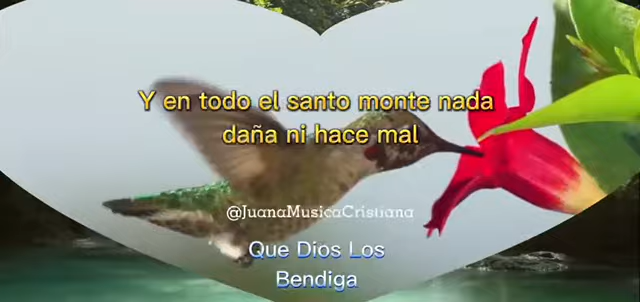 Y en todo el santo monte nada
daña ni hace mal
@JuanaMusicaCristiana
Que Dios Los
Bendiga